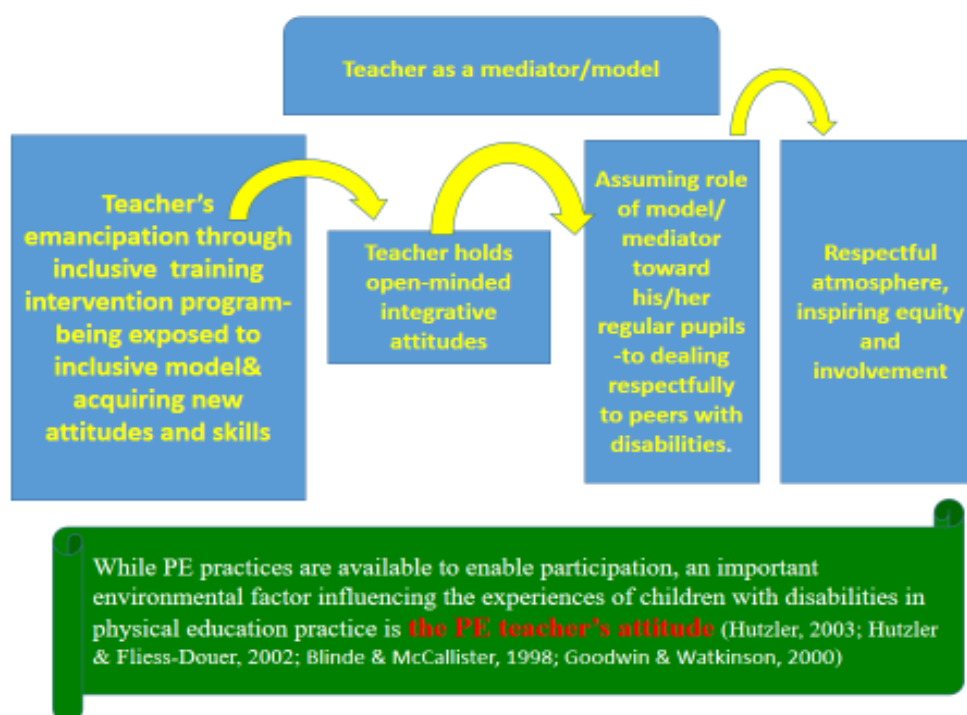 Teacher as a mediator/model
Teacher's
emancipation through
inclusive training
intervention program-
being exposed to
inclusive model&
acquiring new
attitudes and skills
Teacher holds
open-minded
integrative
attitudes
Assuming role
of model/
mediator
toward
his/her
regular pupils
-to dealing
respectfully
to peers with
disabilities.
Respectful
atmosphere,
inspiring equity
and
involvement
While PE practices are available to enable participation, an important
environmental factor influencing the experiences of children with disabilities in
physical education practice is the PE teacher's attitude (Hutzler, 2003; Hutzler
& Fliess-Douer, 2002; Blinde & McCallister, 1998; Goodwin & Watkinson, 2000)